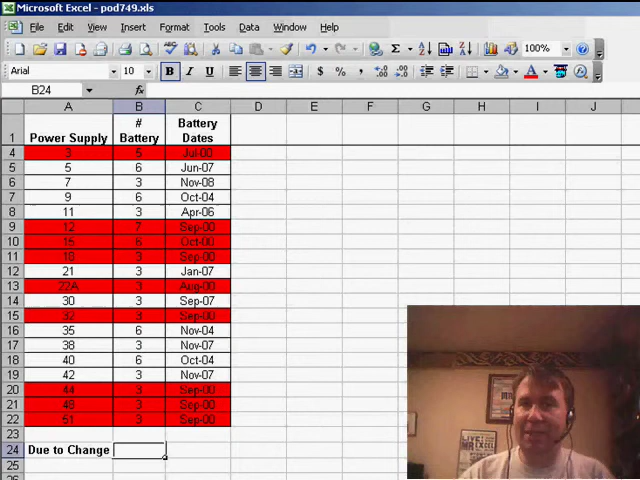 Microsoft Excel - pod749.xls
File Edit View Insert Format Tools Data Window Help
100%
Arial 10 B I U $ % ,
B24 fx
A B C D E F G H I J
1 Power Supply # Battery Battery Dates
4 3 5 Jul-00
5 5 6 Jun-07
6 7 3 Nov-08
7 9 6 Oct-04
8 11 3 Apr-06
9 12 7 Sep-00
10 15 6 Oct-00
11 18 3 Sep-00
12 21 3 Jan-07
13 22A 3 Aug-00
14 30 3 Sep-07
15 32 3 Sep-00
16 35 6 Nov-04
17 38 3 Nov-07
18 40 6 Oct-04
19 42 3 Nov-07
20 44 3 Sep-00
21 48 3 Sep-00
22 51 3 Sep-00
23
24 Due to Change
25
LIVE!
MR EXCEL